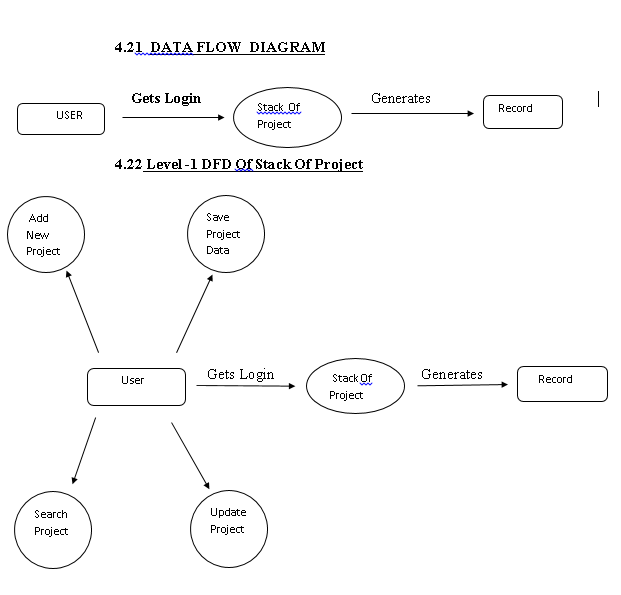 4.21 DATA FLOW DIAGRAM
USER
Gets Login
Stack Of
Project
Generates
Record
4.22 Level -1 DFD Of Stack Of Project
Add
New
Project
Save
Project
Data
User
Gets Login
Stack Of
Project
Generates
Record
Search
Project
Update
Project